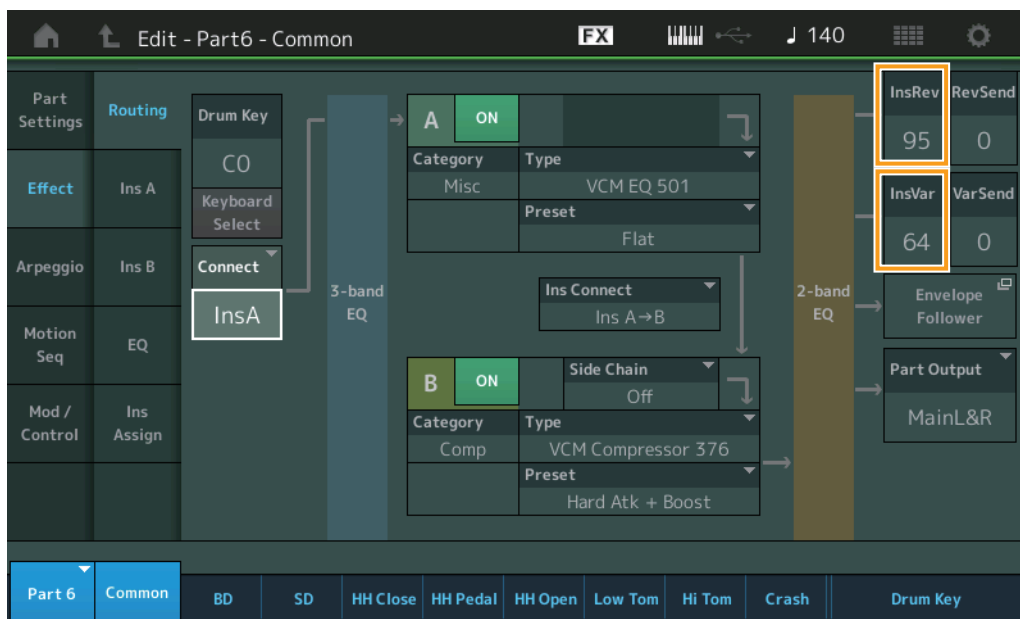 Edit - Part6 - Common
FX
140
Part
Settings
Effect
Arpeggio
Motion
Seq
Mod /
Control
Routing
Ins A
Ins B
EQ
Ins
Assign
Drum Key
C0
Keyboard
Select
Connect
InsA
3-band
EQ
A ON
Category Type
Misc VCM EQ 501
Preset
Flat
Ins Connect
Ins A→B
B ON Side Chain
Off
Category Type
Comp VCM Compressor 376
Preset
Hard Atk + Boost
2-band
EQ
InsRev RevSend
95 0
InsVar VarSend
64 0
Envelope
Follower
Part Output
MainL&R
Part 6 Common BD SD HH Close HH Pedal HH Open Low Tom Hi Tom Crash Drum Key